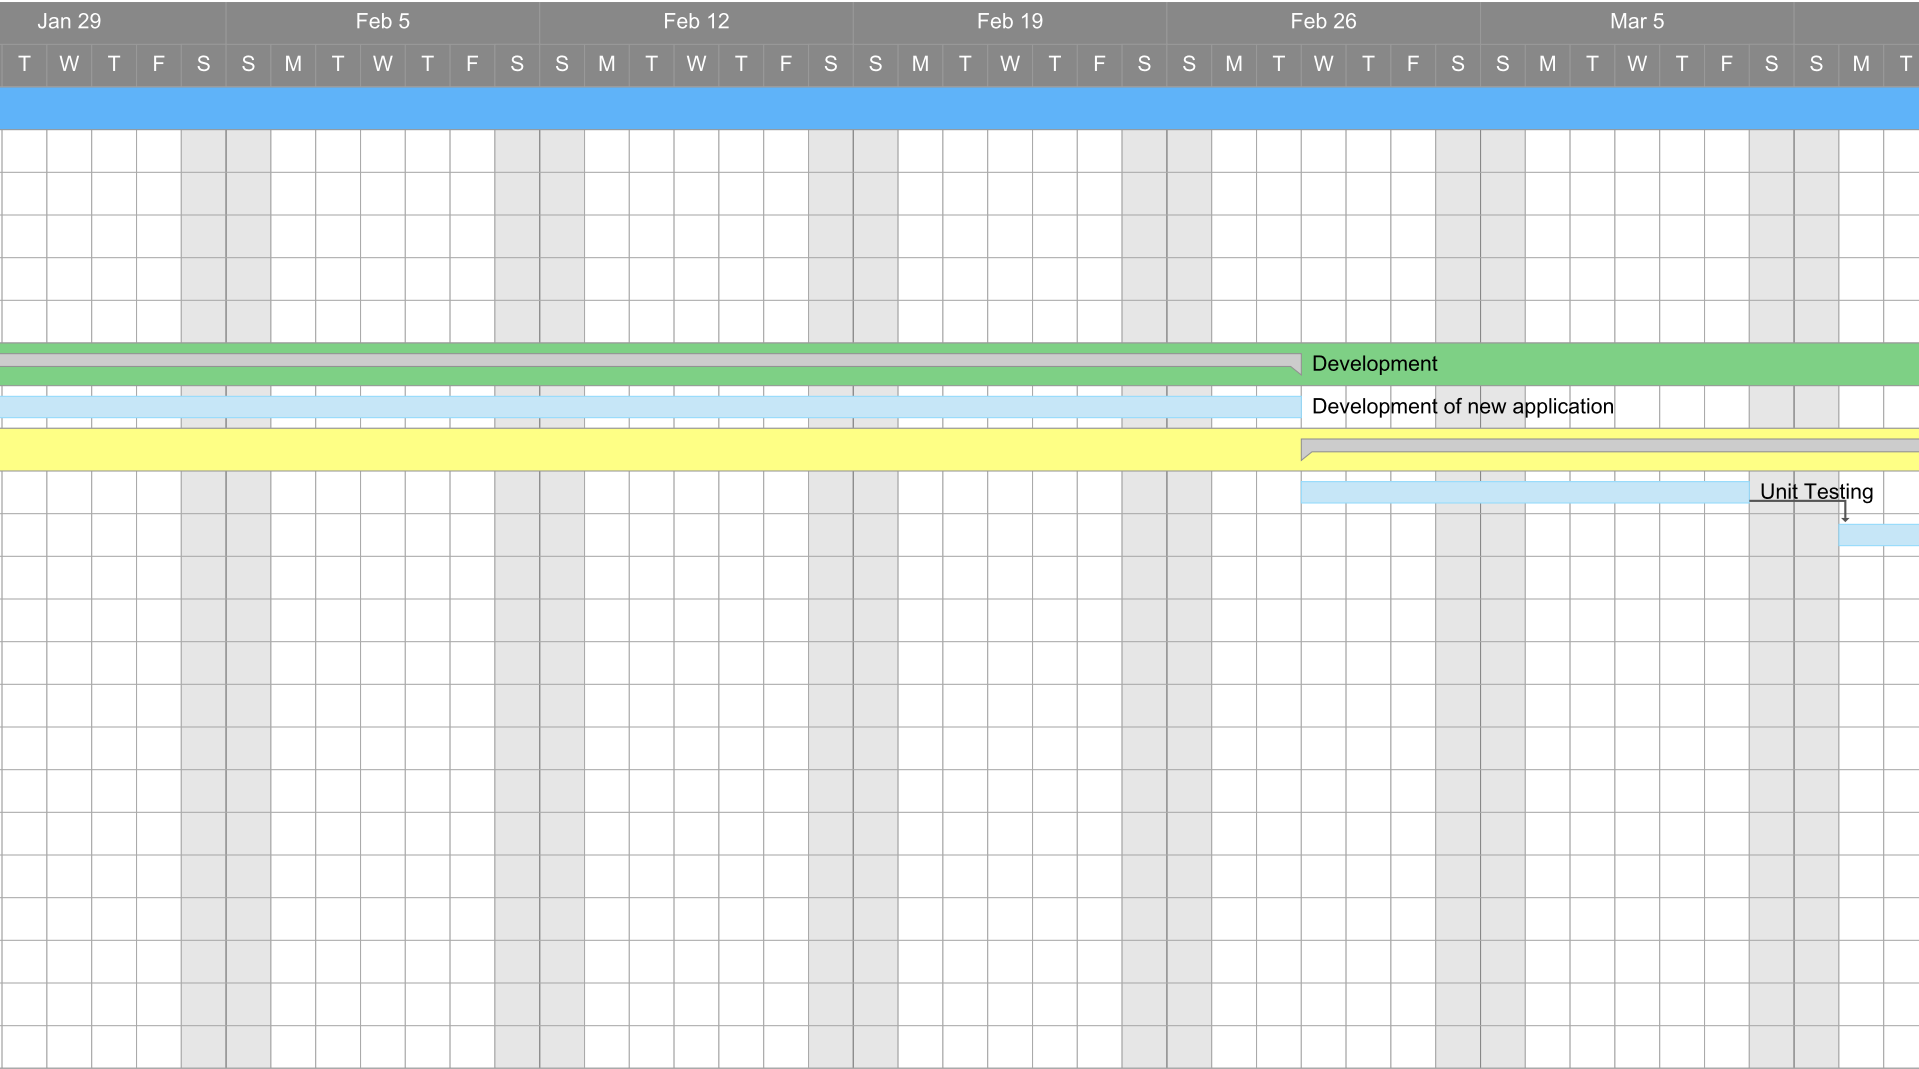 Jan 29 Feb 5 Feb 12 Feb 19 Feb 26 Mar 5
T W T F S S M T W T F S S M T W T F S S M T W T F S S M T W T F S S M T W T F S S M T
Development
Development of new application
Unit Testing